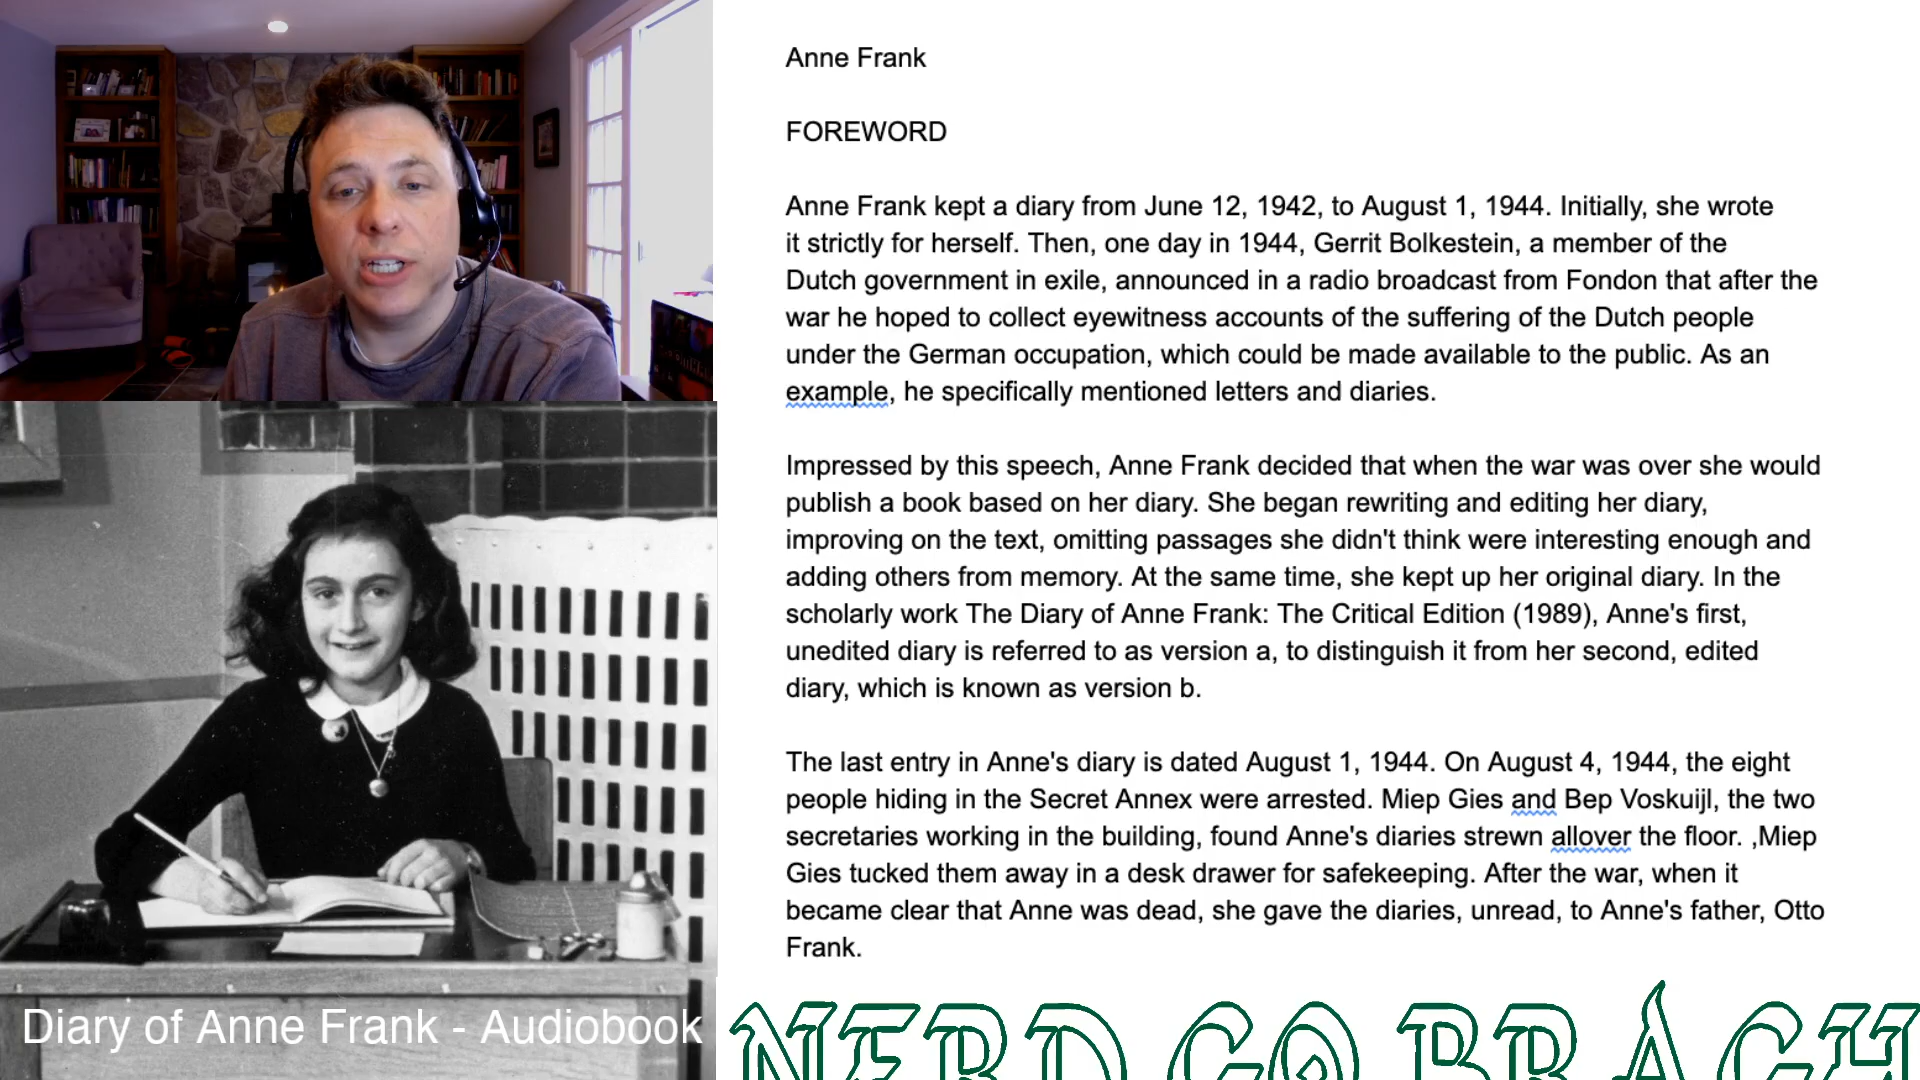 Anne Frank
FOREWORD
Anne Frank kept a diary from June 12, 1942, to August 1, 1944. Initially, she wrote
it strictly for herself. Then, one day in 1944, Gerrit Bolkestein, a member of the
Dutch government in exile, announced in a radio broadcast from Fondon that after the
war he hoped to collect eyewitness accounts of the suffering of the Dutch people
under the German occupation, which could be made available to the public. As an
example, he specifically mentioned letters and diaries.
Impressed by this speech, Anne Frank decided that when the war was over she would
publish a book based on her diary. She began rewriting and editing her diary,
improving on the text, omitting passages she didn't think were interesting enough and
adding others from memory. At the same time, she kept up her original diary. In the
scholarly work The Diary of Anne Frank: The Critical Edition (1989), Anne's first,
unedited diary is referred to as version a, to distinguish it from her second, edited
diary, which is known as version b.
The last entry in Anne's diary is dated August 1, 1944. On August 4, 1944, the eight
people hiding in the Secret Annex were arrested. Miep Gies and Bep Voskuijl, the two
secretaries working in the building, found Anne's diaries strewn allover the floor. ,Miep
Gies tucked them away in a desk drawer for safekeeping. After the war, when it
became clear that Anne was dead, she gave the diaries, unread, to Anne's father, Otto
Frank.
Diary of Anne Frank - Audiobook
NERD GO BRAGH